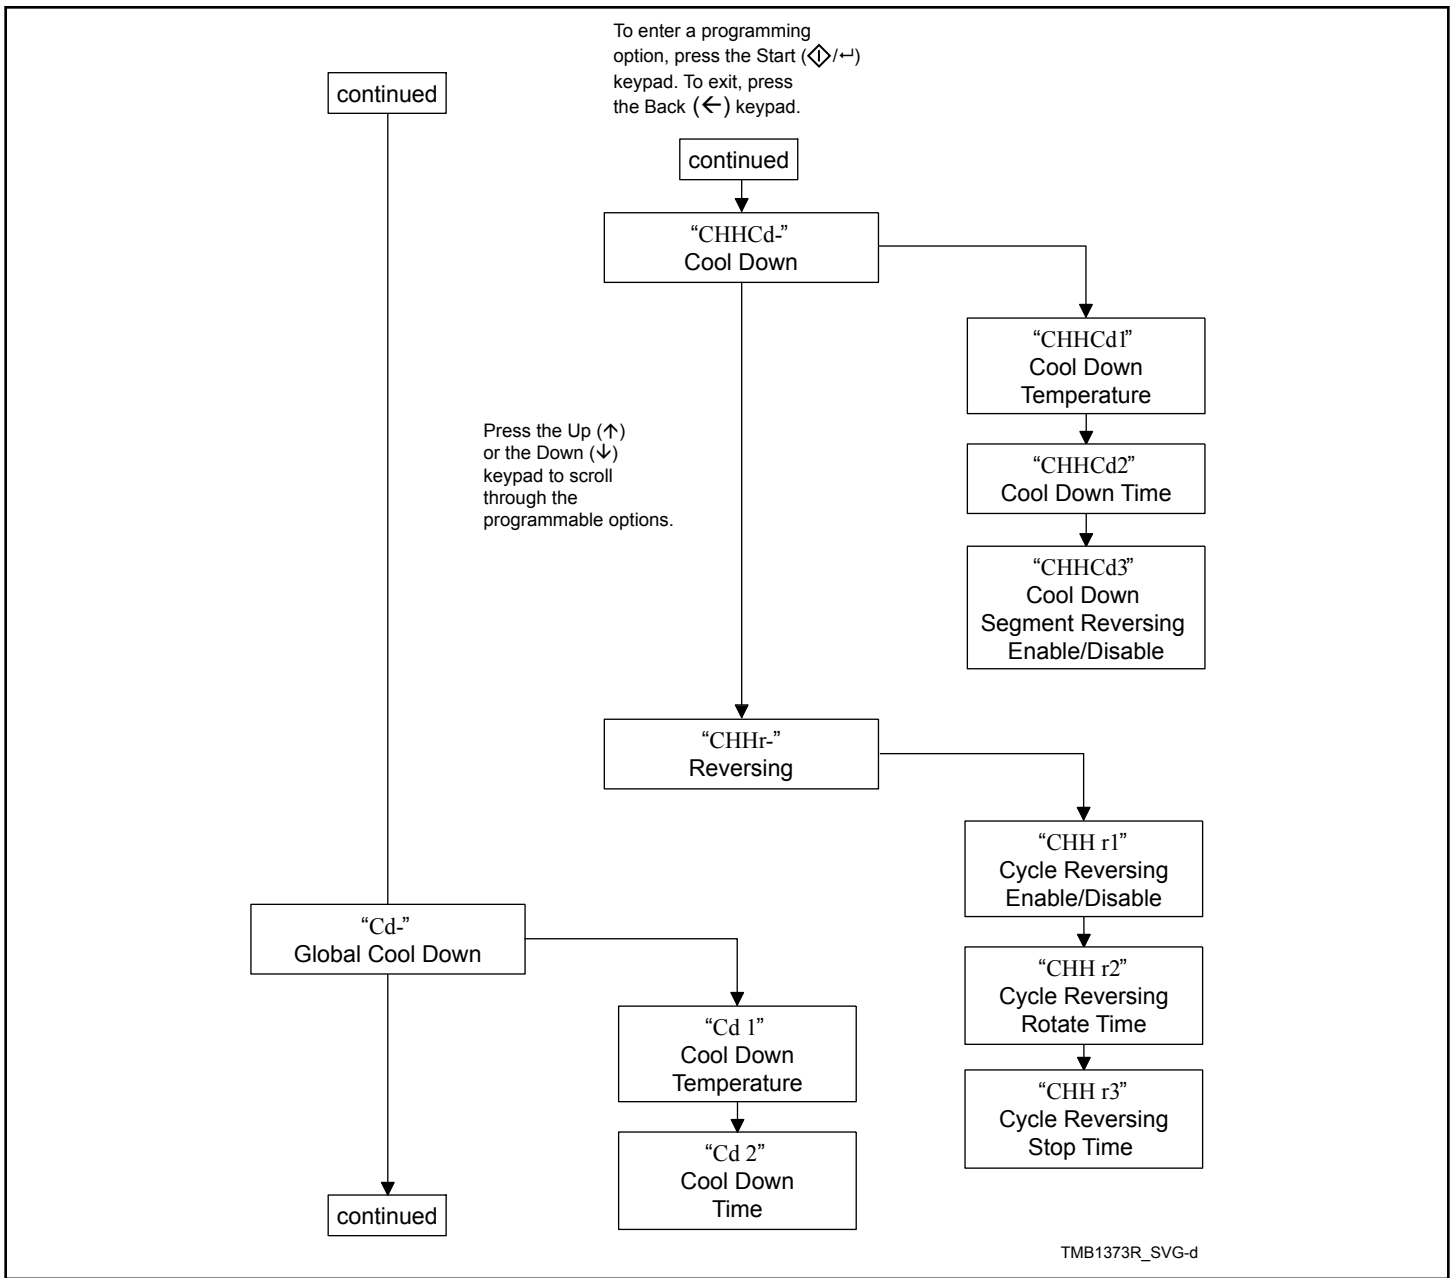 To enter a programming
option, press the Start (/↵)
keypad. To exit, press
the Back (←) keypad.
continued
continued
“CHHCd-”
Cool Down
“CHHCd1”
Cool Down
Temperature
“CHHCd2”
Cool Down Time
“CHHCd3”
Cool Down
Segment Reversing
Enable/Disable
Press the Up (↑)
or the Down (↓)
keypad to scroll
through the
programmable options.
“CHHr-”
Reversing
“CHH r1”
Cycle Reversing
Enable/Disable
“CHH r2”
Cycle Reversing
Rotate Time
“CHH r3”
Cycle Reversing
Stop Time
“Cd-”
Global Cool Down
“Cd 1”
Cool Down
Temperature
“Cd 2”
Cool Down
Time
continued
TMB1373R_SVG-d